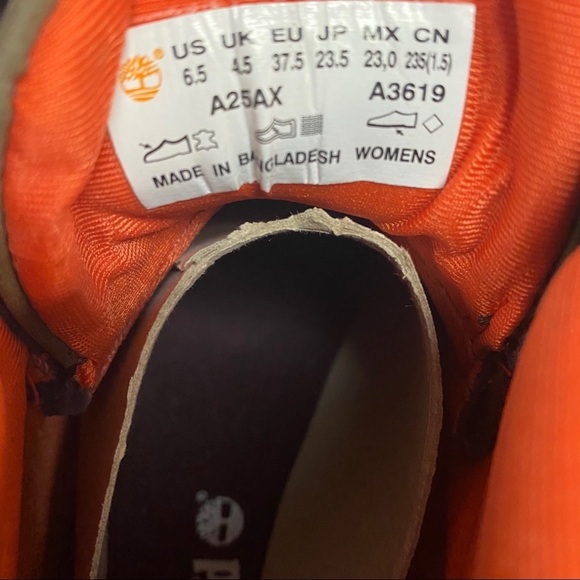 US UK EU JP MX CN
6.5 4.5 37.5 23.5 23,0 235(1.5)
A25AX A3619
MADE IN BANGLADESH WOMENS